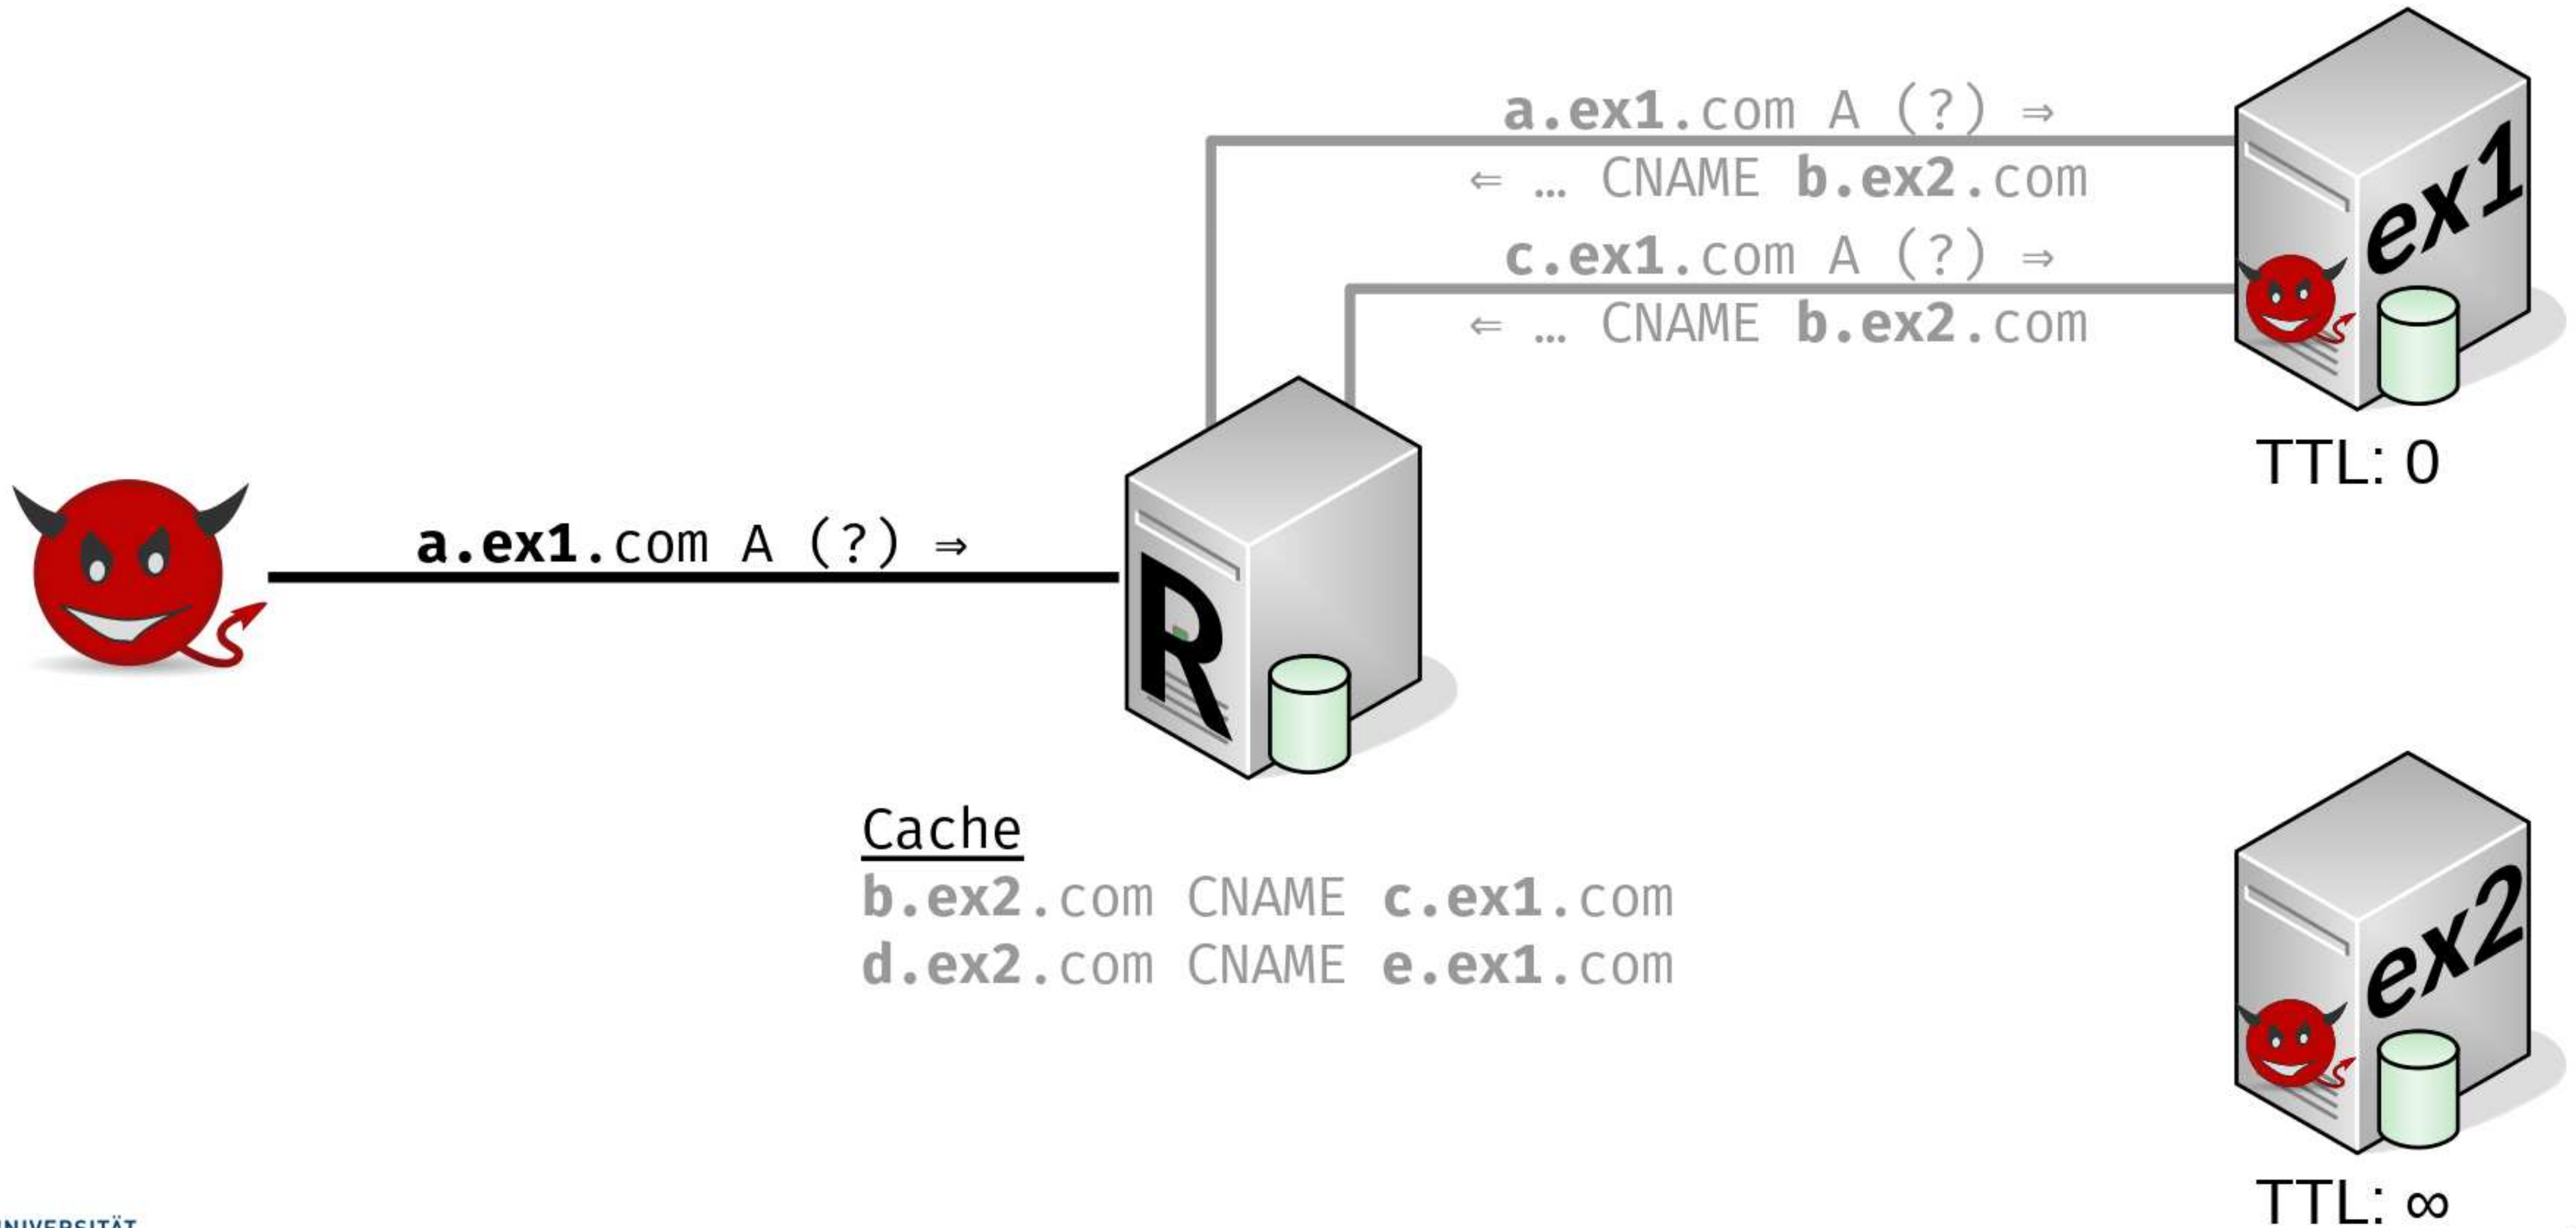 a.ex1.com A (?) ⇒
⇐ … CNAME b.ex2.com
c.ex1.com A (?) ⇒
⇐ … CNAME b.ex2.com
ex1
TTL: 0
a.ex1.com A (?) ⇒
R
Cache
b.ex2.com CNAME c.ex1.com
d.ex2.com CNAME e.ex1.com
ex2
TTL: ∞
UNIVERSITÄT